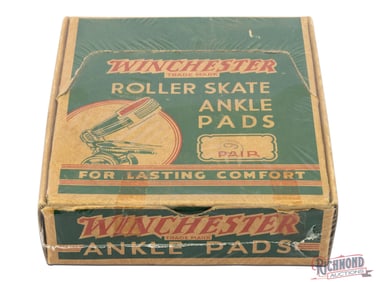 WINCHESTER
TRADE MARK
ROLLER SKATE
ANKLE
PADS
PAIR
FOR LASTING COMFORT
WINCHESTER
TRADE MARK
ANKLE PADS
RICHMOND
AUCTIONS